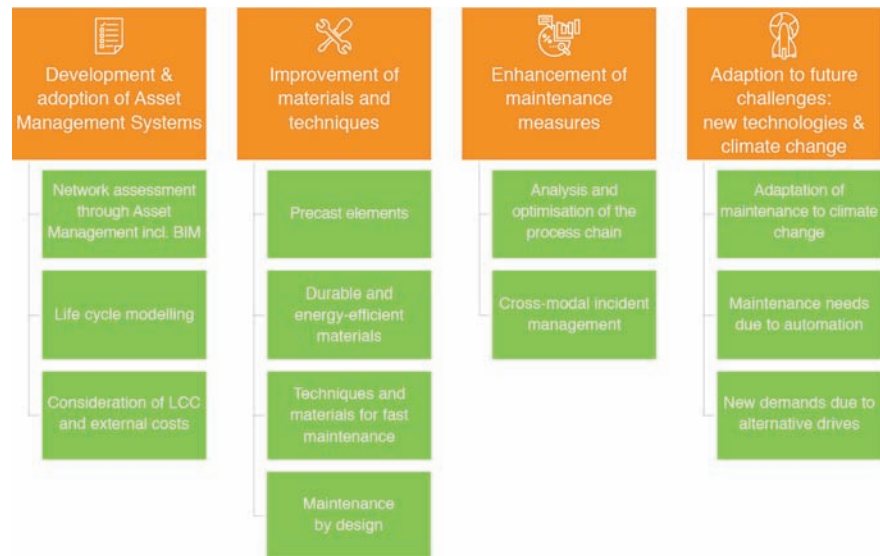 Development &
adoption of Asset
Management Systems
Network assessment
through Asset
Management incl. BIM
Life cycle modelling
Consideration of LCC
and external costs
Improvement of
materials and
techniques
Precast elements
Durable and
energy-efficient
materials
Techniques and
materials for fast
maintenance
Maintenance
by design
Enhancement of
maintenance
measures
Analysis and
optimisation of the
process chain
Cross-modal incident
management
Adaption to future
challenges:
new technologies &
climate change
Adaptation of
maintenance to climate
change
Maintenance needs
due to automation
New demands due to
alternative drives